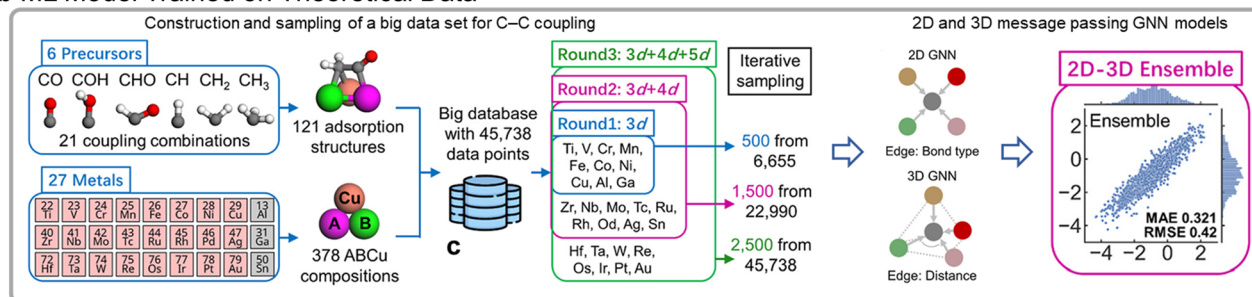 b ML Model Trained on Theoretical Data
Construction and sampling of a big data set for C–C coupling
2D and 3D message passing GNN models
6 Precursors
CO COH CHO CH CH2 CH3
21 coupling combinations
121 adsorption
structures
27 Metals
22 Ti 23 V 24 Cr 25 Mn 26 Fe 27 Co 28 Ni 29 Cu 13 Al
40 Zr 41 Nb 42 Mo 43 Tc 44 Ru 45 Rh 46 Pd 47 Ag 31 Ga
72 Hf 73 Ta 74 W 75 Re 76 Os 77 Ir 78 Pt 79 Au 50 Sn
Cu
A B
378 ABCu
compositions
Big database
with 45,738
data points
C
Round3: 3d+4d+5d
Round2: 3d+4d
Round1: 3d
Ti, V, Cr, Mn,
Fe, Co, Ni,
Cu, Al, Ga
Zr, Nb, Mo, Tc, Ru,
Rh, Od, Ag, Sn
Hf, Ta, W, Re,
Os, Ir, Pt, Au
Iterative
sampling
500 from
6,655
1,500 from
22,990
2,500 from
45,738
2D GNN
Edge: Bond type
3D GNN
Edge: Distance
2D-3D Ensemble
Ensemble
2
0
−2
−4
MAE 0.321
RMSE 0.42
−4 −2 0 2